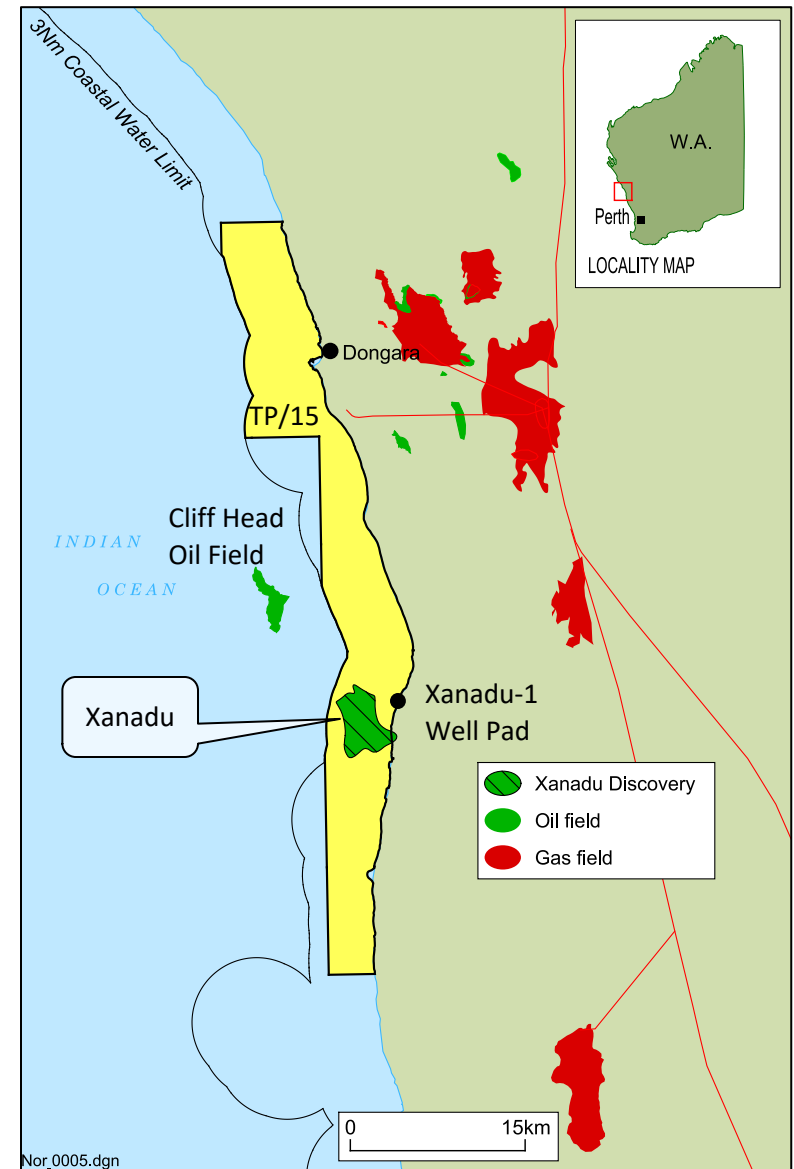 3Nm Coastal Water Limit
W.A.
Perth
LOCALITY MAP
Dongara
TP/15
Cliff Head
Oil Field
INDIAN
OCEAN
Xanadu
Xanadu-1
Well Pad
Xanadu Discovery
Oil field
Gas field
0
15km
Nor_0005.dgn